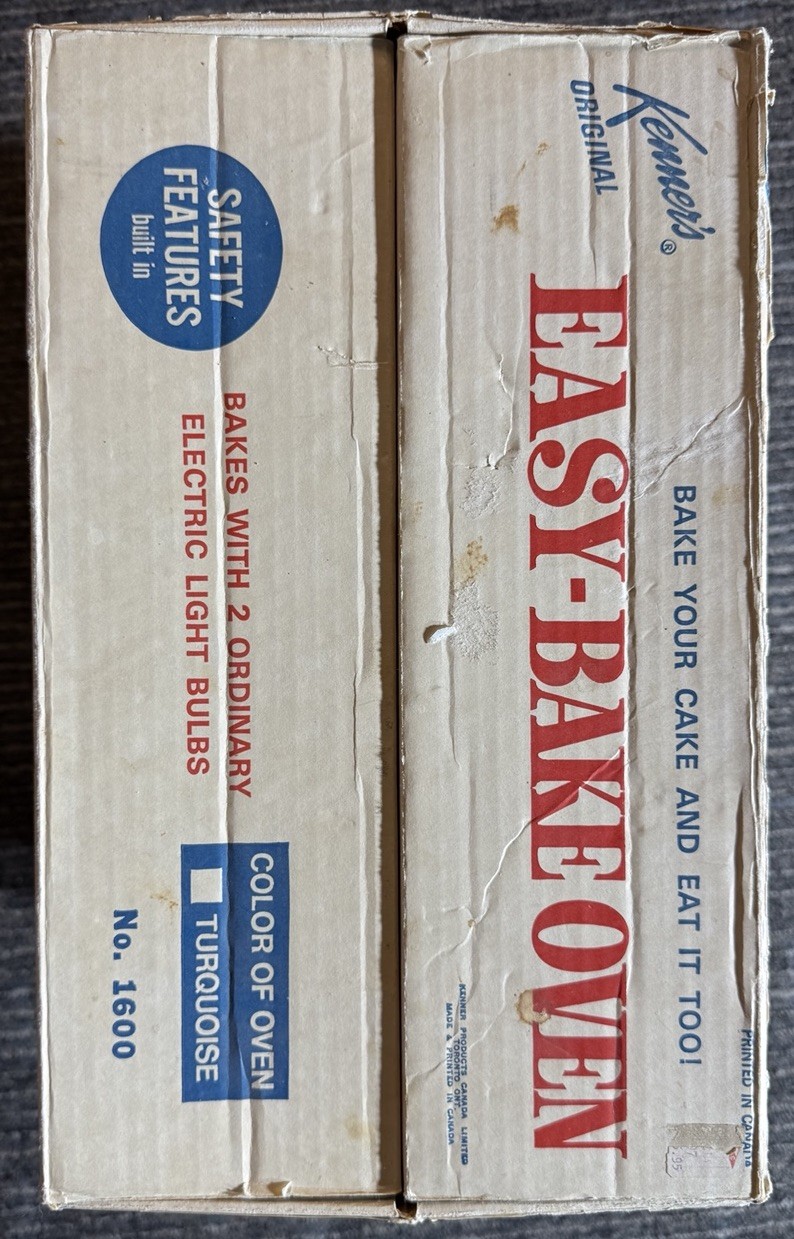 PRINTED IN CANADA
Kenner's®
ORIGINAL
BAKE YOUR CAKE AND EAT IT TOO!
EASY-BAKE OVEN
KENNER PRODUCTS CANADA LIMITED
TORONTO ONT.
MADE & PRINTED IN CANADA
SAFETY
FEATURES
built in
BAKES WITH 2 ORDINARY
ELECTRIC LIGHT BULBS
COLOR OF OVEN
TURQUOISE
No. 1600